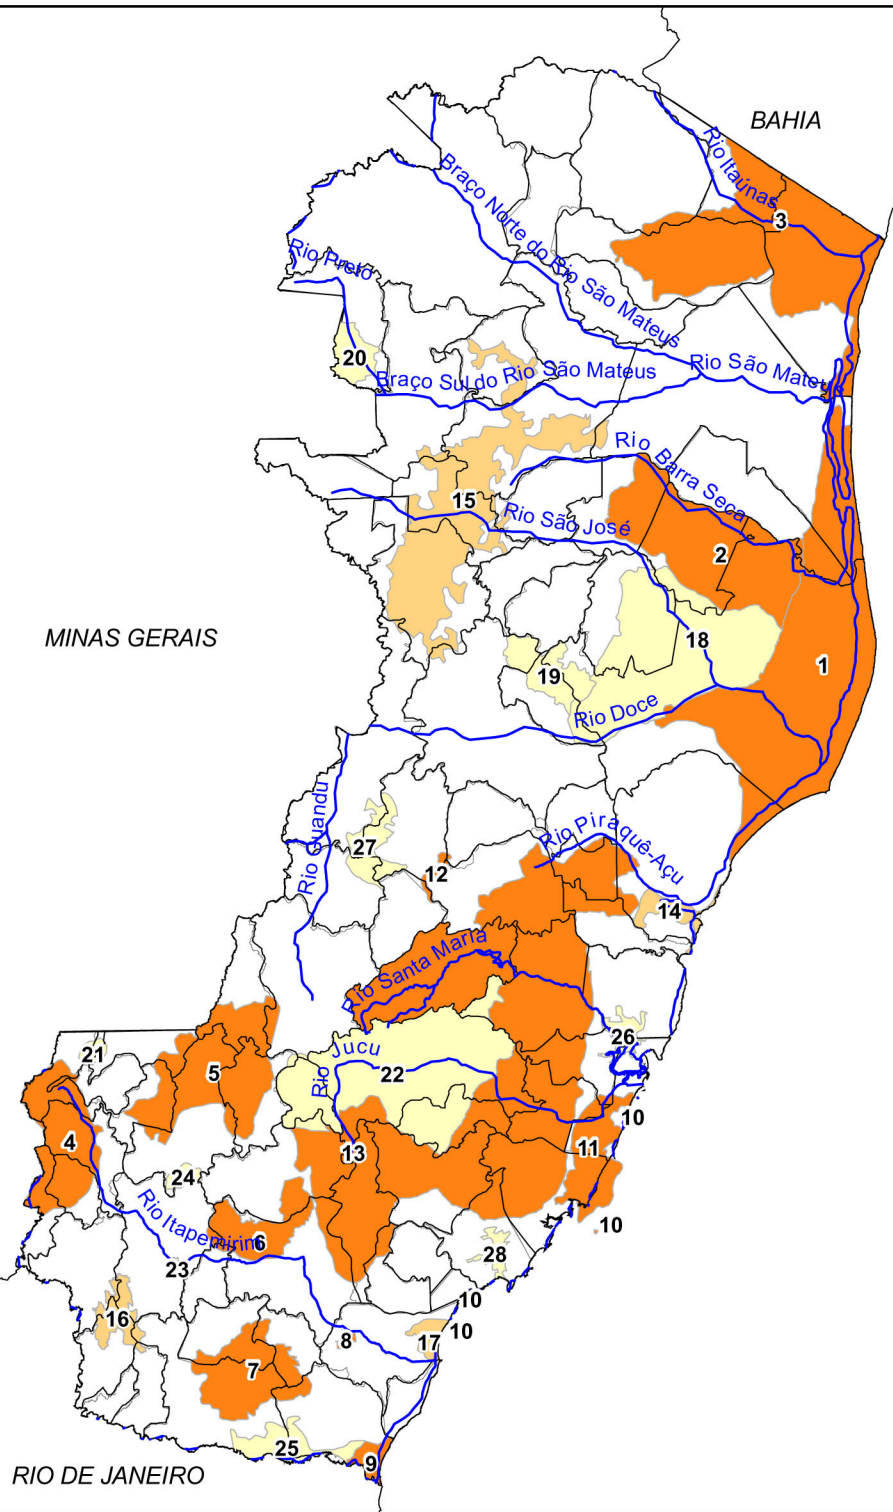 BAHIA
Rio Itaúnas
3
Braço Norte do Rio São Mateus
Rio Preto
20
Braço Sul do Rio São Mateus
Rio São Mateus
Rio Barra Seca
15
Rio São José
2
MINAS GERAIS
18
1
19
Rio Doce
Rio Guandu
27
Rio Piraquê-Açu
12
14
Rio Santa Maria
26
21
Rio Jucu
5
22
10
4
13
11
24
10
Rio Itapemirim
6
28
23
10
16
17
10
8
7
25
9
RIO DE JANEIRO